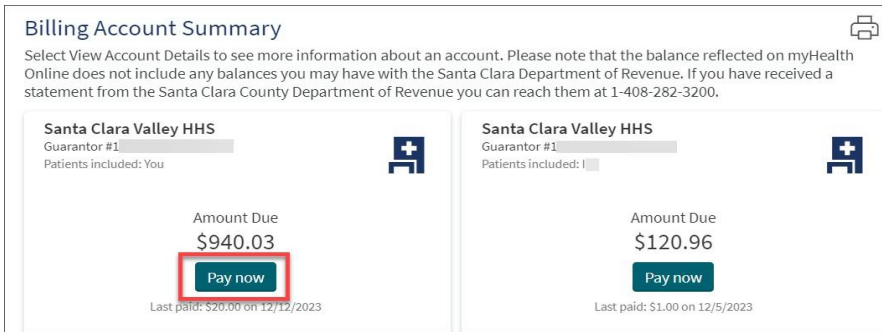 Billing Account Summary
Select View Account Details to see more information about an account. Please note that the balance reflected on myHealth
Online does not include any balances you may have with the Santa Clara Department of Revenue. If you have received a
statement from the Santa Clara County Department of Revenue you can reach them at 1-408-282-3200.
Santa Clara Valley HHS
Guarantor #1
Patients included: You
Amount Due
$940.03
Pay now
Last paid: $20.00 on 12/12/2023
Santa Clara Valley HHS
Guarantor #1
Patients included:
Amount Due
$120.96
Pay now
Last paid: $1.00 on 12/5/2023